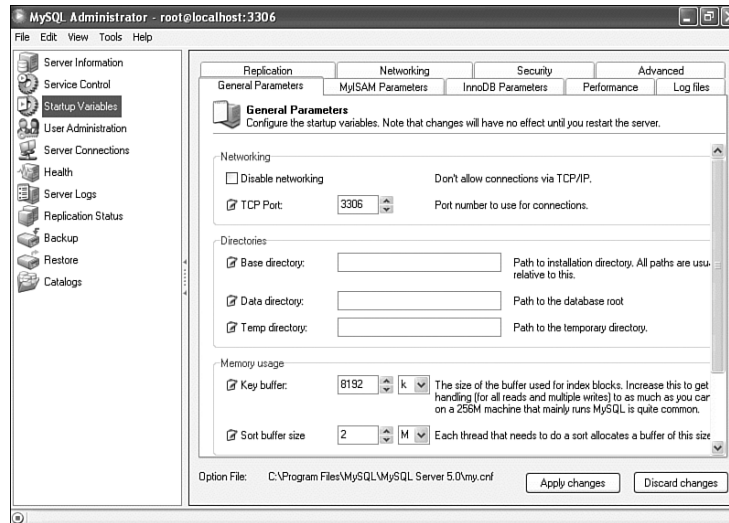 MySQL Administrator - root@localhost:3306
File Edit View Tools Help
Server Information
Service Control
Startup Variables
User Administration
Server Connections
Health
Server Logs
Replication Status
Backup
Restore
Catalogs
Replication Networking Security Advanced
General Parameters MyISAM Parameters InnoDB Parameters Performance Log files
General Parameters
Configure the startup variables. Note that changes will have no effect until you restart the server.
Networking
Disable networking Don't allow connections via TCP/IP.
TCP Port: 3306 Port number to use for connections.
Directories
Base directory: Path to installation directory. All paths are usu
relative to this.
Data directory: Path to the database root
Temp directory: Path to the temporary directory.
Memory usage
Key buffer: 8192 k The size of the buffer used for index blocks. Increase this to get
handling (for all reads and multiple writes) to as much as you can
on a 256M machine that mainly runs MySQL is quite common.
Sort buffer size 2 M Each thread that needs to do a sort allocates a buffer of this size
Option File: C:\Program Files\MySQL\MySQL Server 5.0\my.cnf Apply changes Discard changes